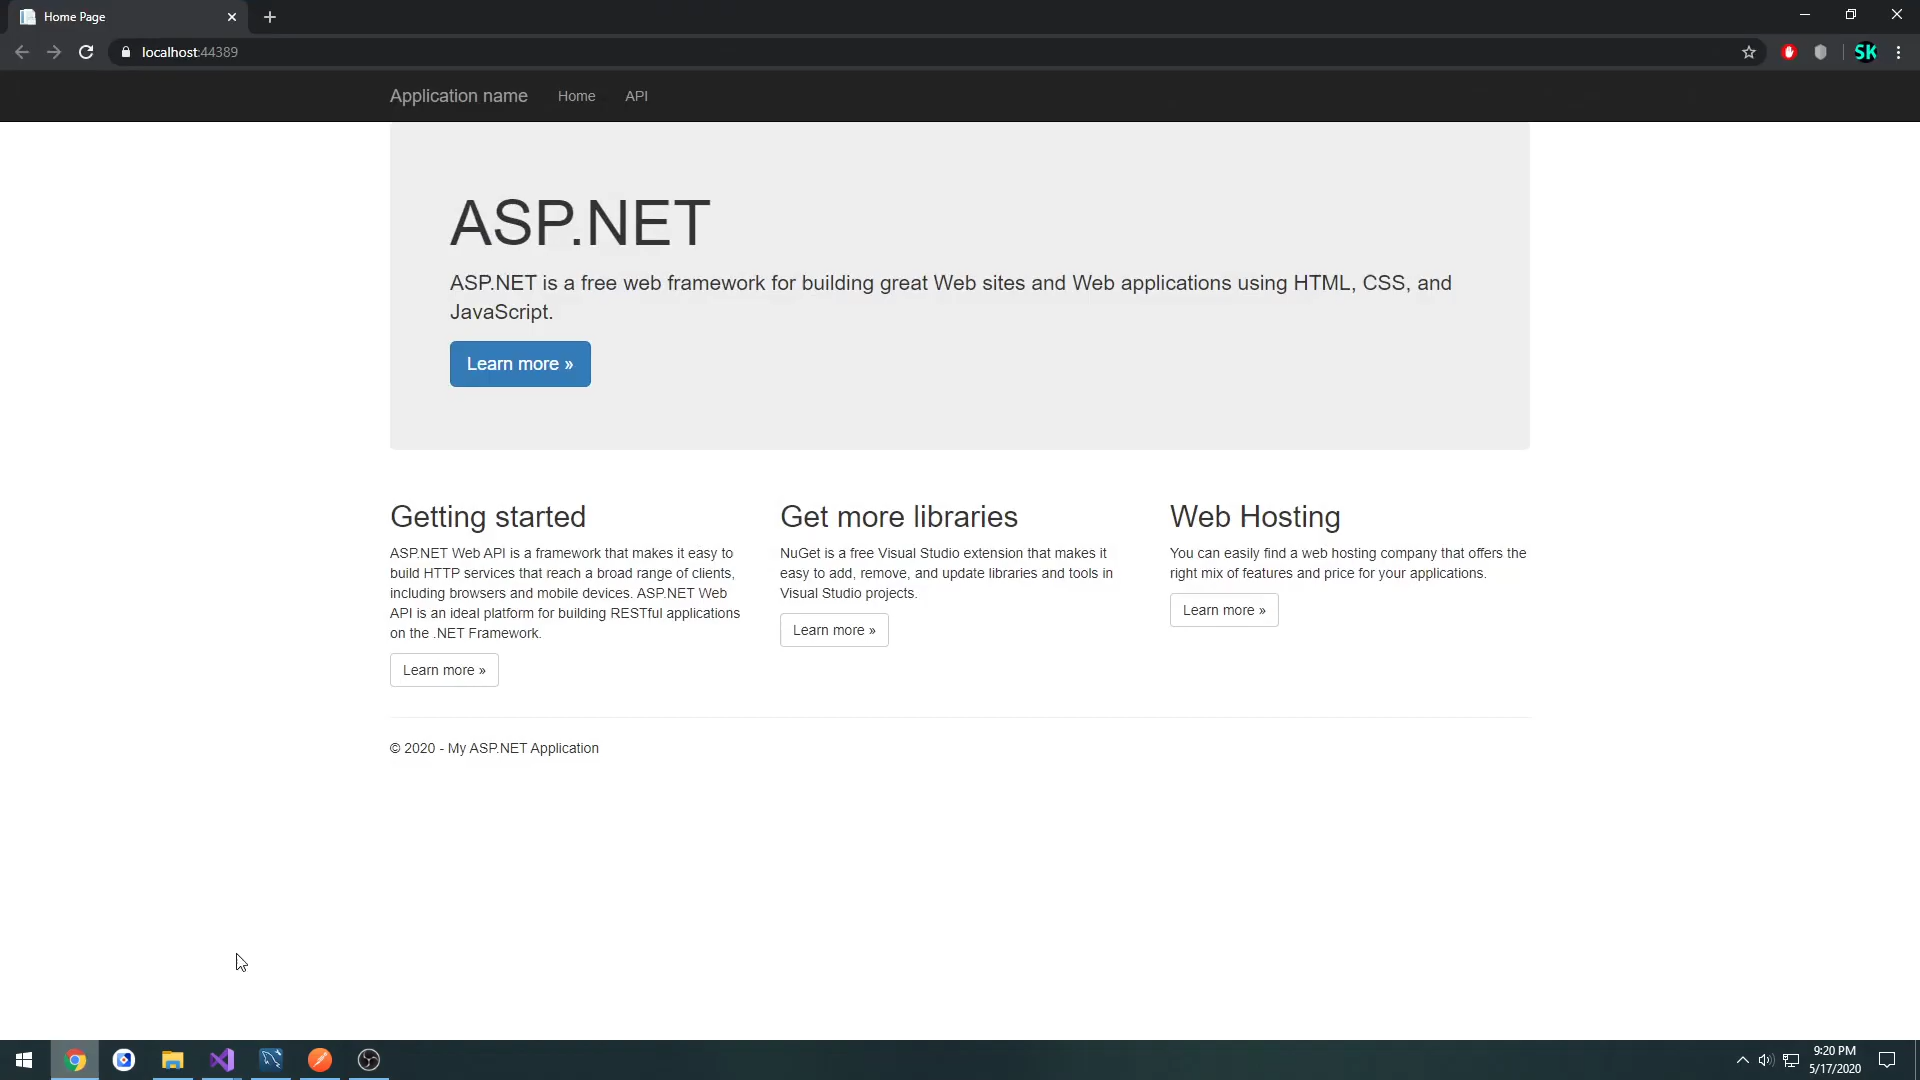 Home Page
localhost:44389
SK
Application name Home API
ASP.NET
ASP.NET is a free web framework for building great Web sites and Web applications using HTML, CSS, and
JavaScript.
Learn more »
Getting started
ASP.NET Web API is a framework that makes it easy to
build HTTP services that reach a broad range of clients,
including browsers and mobile devices. ASP.NET Web
API is an ideal platform for building RESTful applications
on the .NET Framework.
Learn more »
Get more libraries
NuGet is a free Visual Studio extension that makes it
easy to add, remove, and update libraries and tools in
Visual Studio projects.
Learn more »
Web Hosting
You can easily find a web hosting company that offers the
right mix of features and price for your applications.
Learn more »
© 2020 - My ASP.NET Application
9:20 PM
5/17/2020